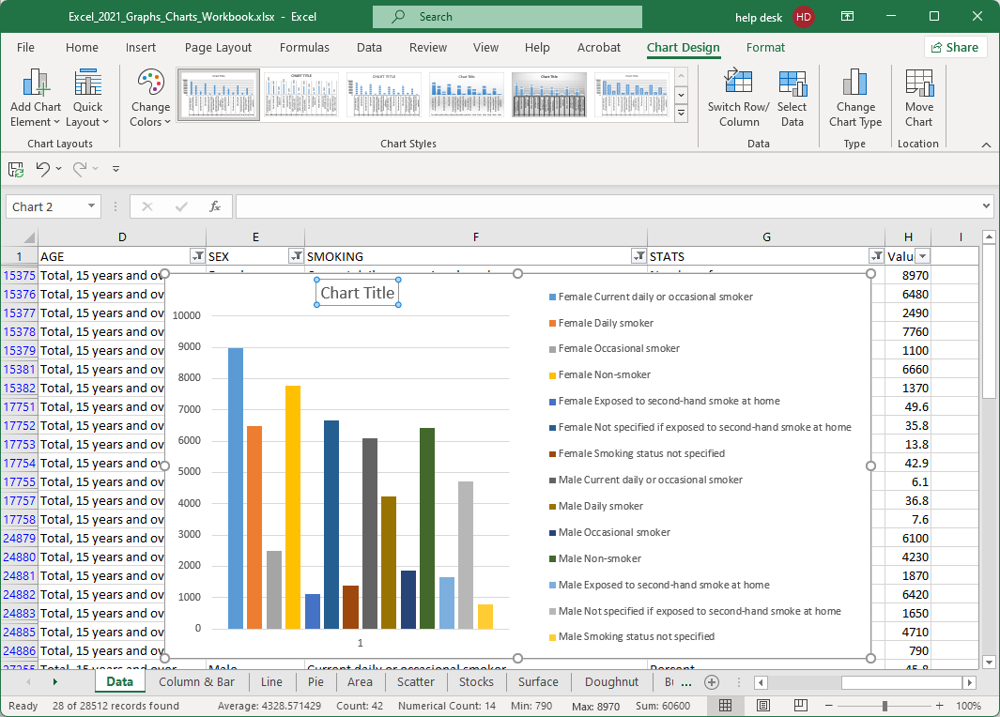 Excel_2021_Graphs_Charts_Workbook.xlsx - Excel
Search
help desk HD
File Home Insert Page Layout Formulas Data Review View Help Acrobat Chart Design Format Share
Add Chart Element
Quick Layout
Change Colors
Switch Row/ Column
Select Data
Change Chart Type
Move Chart
Chart Layouts Chart Styles Data Type Location
Chart 2 fx
D E F G H I
1 AGE SEX SMOKING STATS Valu
15375 Total, 15 years and ov 8970
15376 Total, 15 years and ov 6480
15377 Total, 15 years and ov 2490
15378 Total, 15 years and ov 7760
15379 Total, 15 years and ov 1100
15381 Total, 15 years and ov 6660
15382 Total, 15 years and ov 1370
17751 Total, 15 years and ov 49.6
17752 Total, 15 years and ov 35.8
17753 Total, 15 years and ov 13.8
17754 Total, 15 years and ov 42.9
17755 Total, 15 years and ov 6.1
17757 Total, 15 years and ov 36.8
17758 Total, 15 years and ov 7.6
24879 Total, 15 years and ov 6100
24880 Total, 15 years and ov 4230
24881 Total, 15 years and ov 1870
24882 Total, 15 years and ov 6420
24883 Total, 15 years and ov 1650
24885 Total, 15 years and ov 4710
24886 Total, 15 years and ov 790
27255 Total, 15 years and over Male Current daily or occasional smoker Percent 45.8
Chart Title
10000
9000
8000
7000
6000
5000
4000
3000
2000
1000
0
1
Female Current daily or occasional smoker
Female Daily smoker
Female Occasional smoker
Female Non-smoker
Female Exposed to second-hand smoke at home
Female Not specified if exposed to second-hand smoke at home
Female Smoking status not specified
Male Current daily or occasional smoker
Male Daily smoker
Male Occasional smoker
Male Non-smoker
Male Exposed to second-hand smoke at home
Male Not specified if exposed to second-hand smoke at home
Male Smoking status not specified
Data Column & Bar Line Pie Area Scatter Stocks Surface Doughnut ...
Ready 28 of 28512 records found Average: 4328.571429 Count: 42 Numerical Count: 14 Min: 790 Max: 8970 Sum: 60600 100%